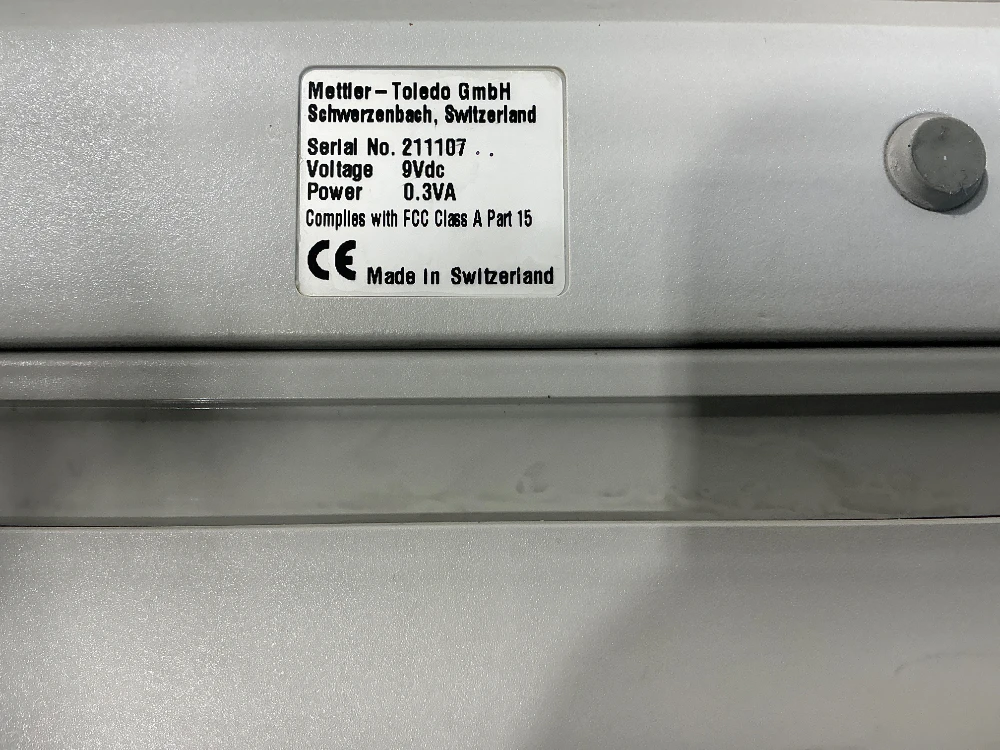 Mettler-Toledo GmbH
Schwerzenbach, Switzerland
Serial No. 211107 . .
Voltage 9Vdc
Power 0.3VA
Complies with FCC Class A Part 15
CE Made in Switzerland